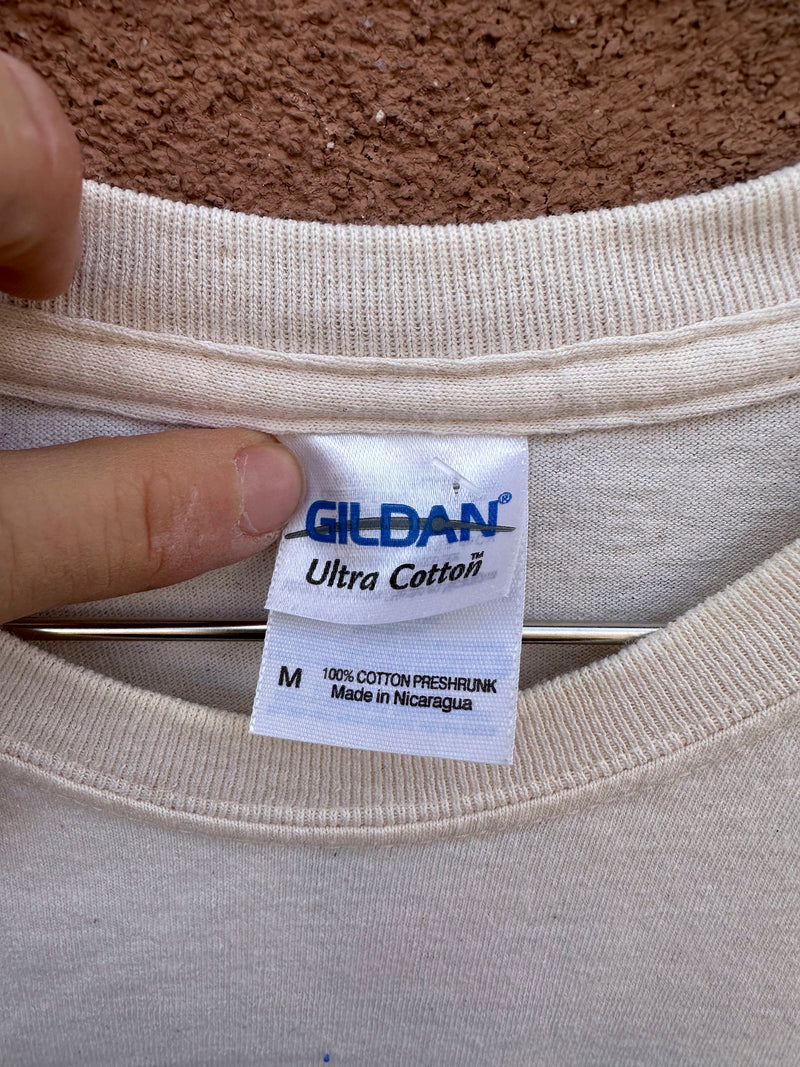 GILDAN®
Ultra Cotton™
M 100% COTTON PRESHRUNK
Made in Nicaragua